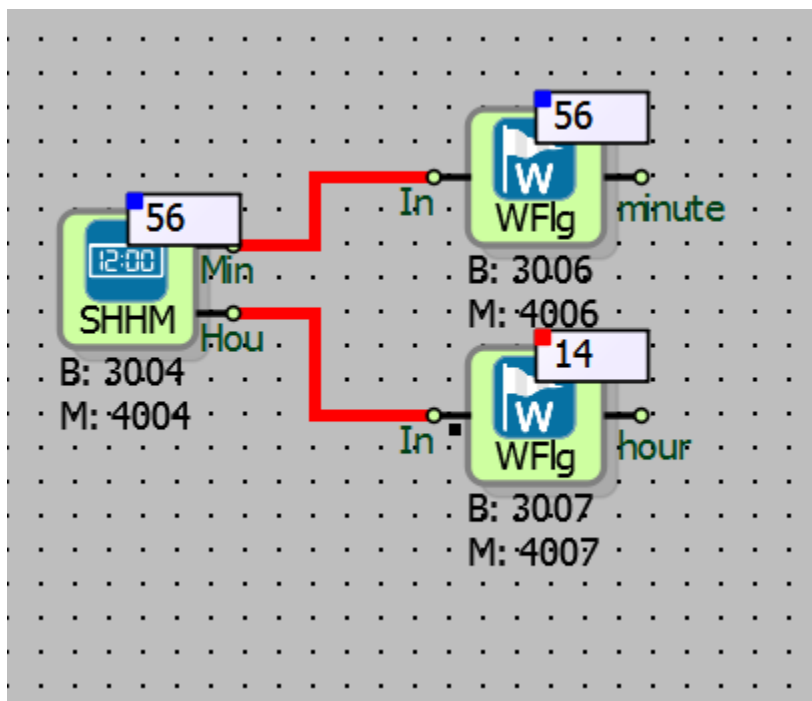 56
12:00
Min
SHHM
Hou
B: 3004
M: 4004
56
W
In
WFlg
minute
B: 3006
M: 4006
14
W
In
WFlg
hour
B: 3007
M: 4007